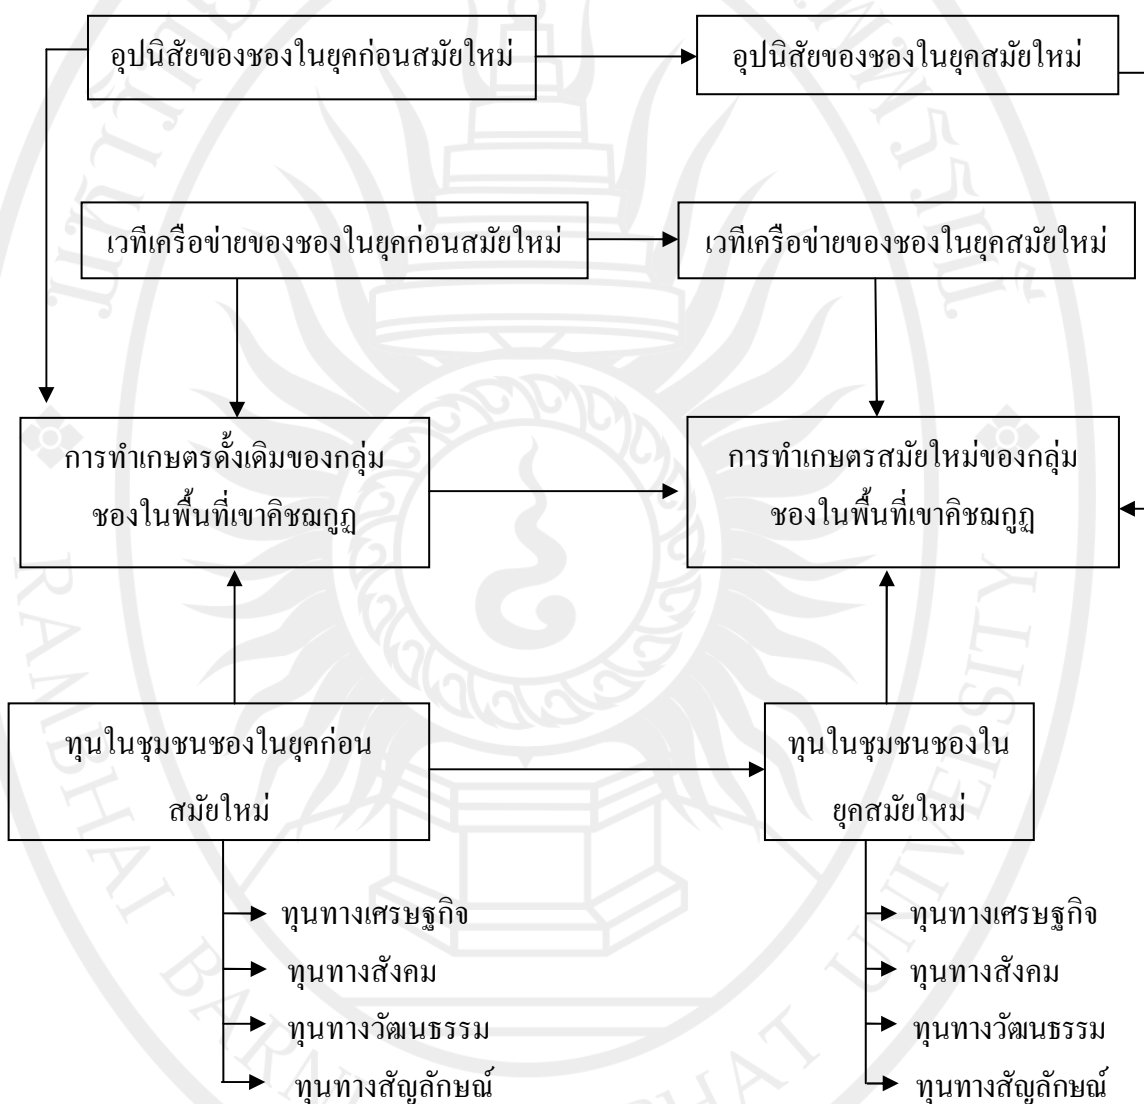 อุปนิสัยของชองในยุคก่อนสมัยใหม่
อุปนิสัยของชองในยุคสมัยใหม่
เวทีเครือข่ายของชองในยุคก่อนสมัยใหม่
เวทีเครือข่ายของชองในยุคสมัยใหม่
การทำเกษตรดั้งเดิมของกลุ่ม
ชองในพื้นที่เขาคิชฌกูฏ
การทำเกษตรสมัยใหม่ของกลุ่ม
ชองในพื้นที่เขาคิชฌกูฏ
ทุนในชุมชนชองในยุคก่อน
สมัยใหม่
ทุนในชุมชนชองใน
ยุคสมัยใหม่
ทุนทางเศรษฐกิจ
ทุนทางสังคม
ทุนทางวัฒนธรรม
ทุนทางสัญลักษณ์
ทุนทางเศรษฐกิจ
ทุนทางสังคม
ทุนทางวัฒนธรรม
ทุนทางสัญลักษณ์
RAMBHAI BARNI
UNIVERSITY